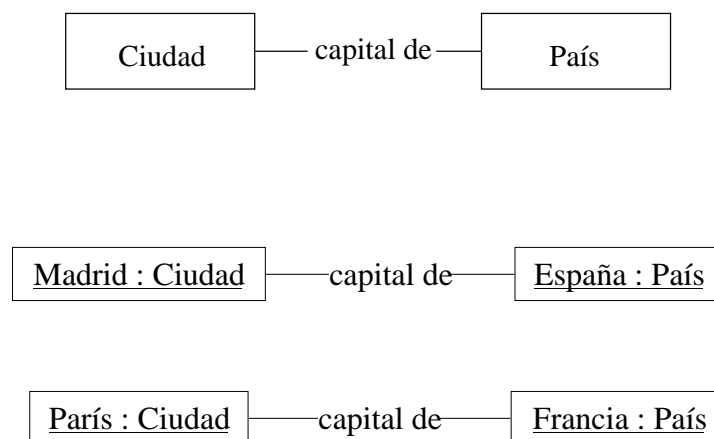 Ciudad capital de País
Madrid : Ciudad capital de España : País
París : Ciudad capital de Francia : País